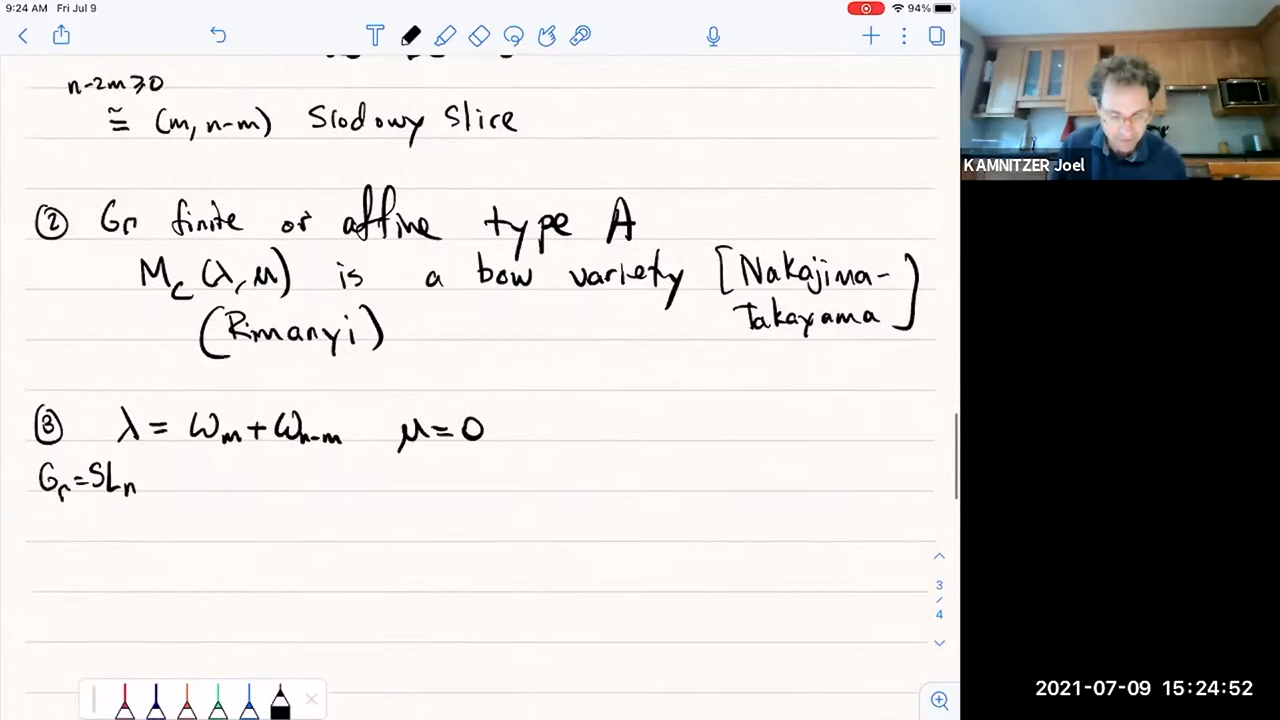 9:24 AM Fri Jul 9
94%
n-2m≥0
≅ (m, n-m) Slodowy Slice
② G_Γ finite or affine type A
M_C(λ, μ) is a bow variety [Nakajima-
Takayama]
(Rimanyi)
③ λ = ω_m + ω_{n-m} μ = 0
G_Γ = SL_n
3
/
4
KAMNITZER Joel
2021-07-09 15:24:52